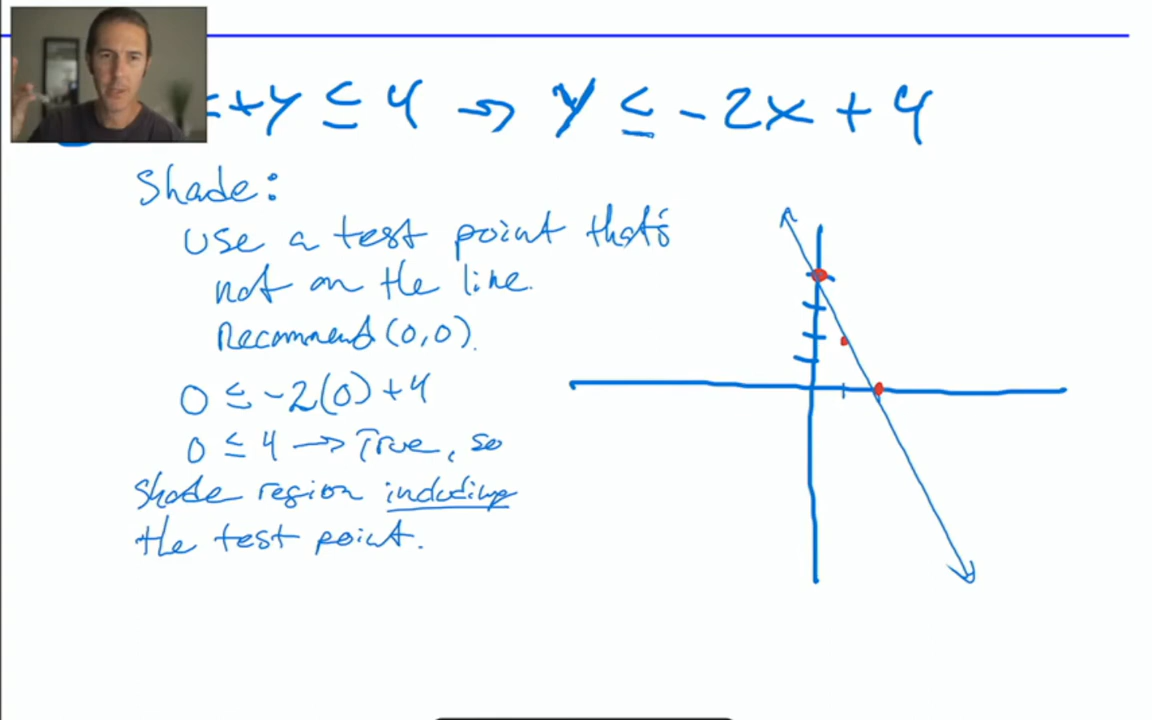 +y ≤ 4 → y ≤ -2x + 4
Shade:
Use a test point that's
not on the line.
Recommend (0,0).
0 ≤ -2(0) + 4
0 ≤ 4 → True, so
shade region including
the test point.